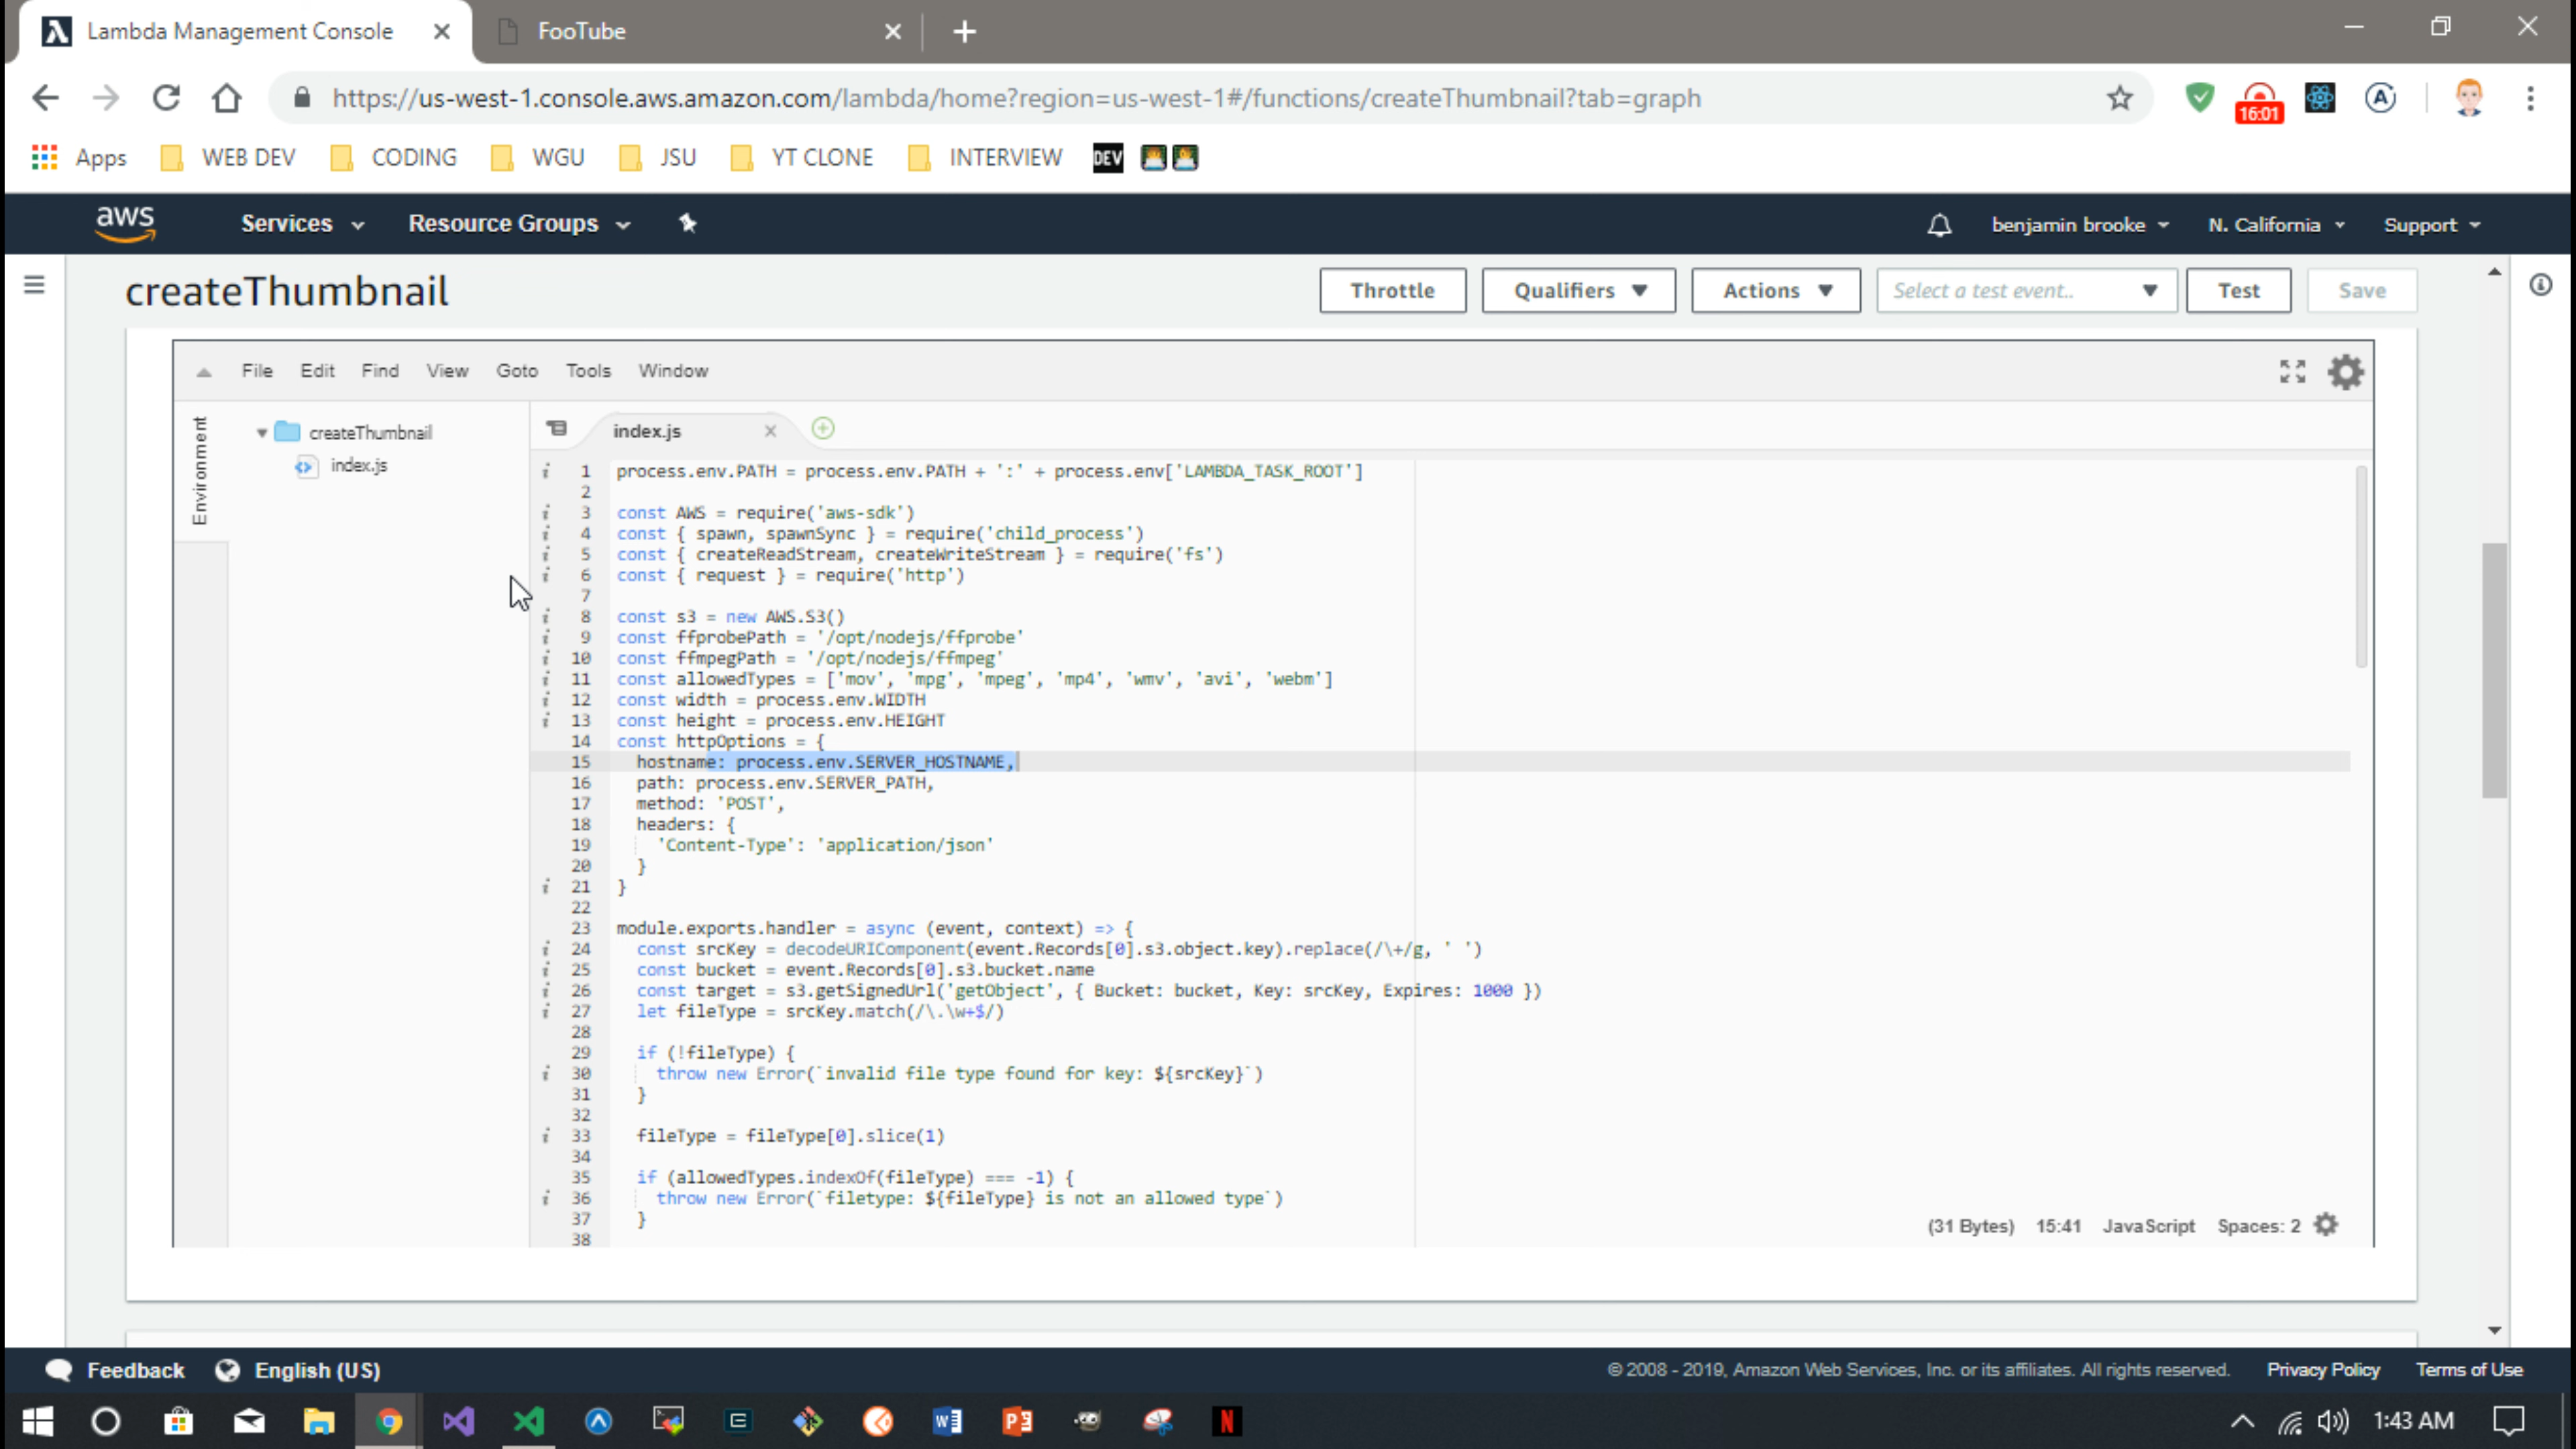 Lambda Management Console
FooTube
https://us-west-1.console.aws.amazon.com/lambda/home?region=us-west-1#/functions/createThumbnail?tab=graph
16:01
Apps WEB DEV CODING WGU JSU YT CLONE INTERVIEW DEV
aws Services Resource Groups benjamin brooke N. California Support
createThumbnail Throttle Qualifiers Actions Select a test event.. Test Save
File Edit Find View Goto Tools Window
Environment
createThumbnail
index.js
index.js
1 process.env.PATH = process.env.PATH + ':' + process.env['LAMBDA_TASK_ROOT']
2
3 const AWS = require('aws-sdk')
4 const { spawn, spawnSync } = require('child_process')
5 const { createReadStream, createWriteStream } = require('fs')
6 const { request } = require('http')
7
8 const s3 = new AWS.S3()
9 const ffprobePath = '/opt/nodejs/ffprobe'
10 const ffmpegPath = '/opt/nodejs/ffmpeg'
11 const allowedTypes = ['mov', 'mpg', 'mpeg', 'mp4', 'wmv', 'avi', 'webm']
12 const width = process.env.WIDTH
13 const height = process.env.HEIGHT
14 const httpOptions = {
15 hostname: process.env.SERVER_HOSTNAME,
16 path: process.env.SERVER_PATH,
17 method: 'POST',
18 headers: {
19 'Content-Type': 'application/json'
20 }
21 }
22
23 module.exports.handler = async (event, context) => {
24 const srcKey = decodeURIComponent(event.Records[0].s3.object.key).replace(/\+/g, ' ')
25 const bucket = event.Records[0].s3.bucket.name
26 const target = s3.getSignedUrl('getObject', { Bucket: bucket, Key: srcKey, Expires: 1000 })
27 let fileType = srcKey.match(/\.\w+$/)
28
29 if (!fileType) {
30 throw new Error(`invalid file type found for key: ${srcKey}`)
31 }
32
33 fileType = fileType[0].slice(1)
34
35 if (allowedTypes.indexOf(fileType) === -1) {
36 throw new Error(`filetype: ${fileType} is not an allowed type`)
37 }
38
(31 Bytes) 15:41 JavaScript Spaces: 2
Feedback English (US) © 2008 - 2019, Amazon Web Services, Inc. or its affiliates. All rights reserved. Privacy Policy Terms of Use
1:43 AM